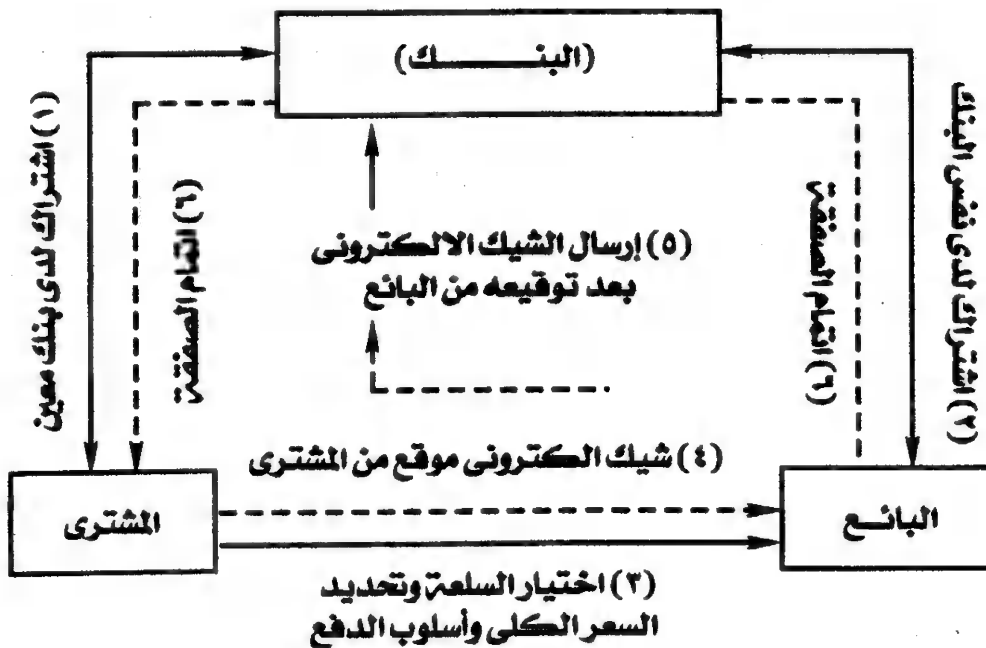 (البنـــــــــك)
(١) اشتراك لدى بنك معين
(٦) اتمام الصفقة
(٥) إرسال الشيك الالكترونى
بعد توقيعه من البائع
(٦) اتمام الصفقة
(٢) اشتراك لدى نفس البنك
(٤) شيك الكترونى موقع من المشترى
المشترى
البائــع
(٣) اختيار السلعة وتحديد
السعر الكلى وأسلوب الدفع